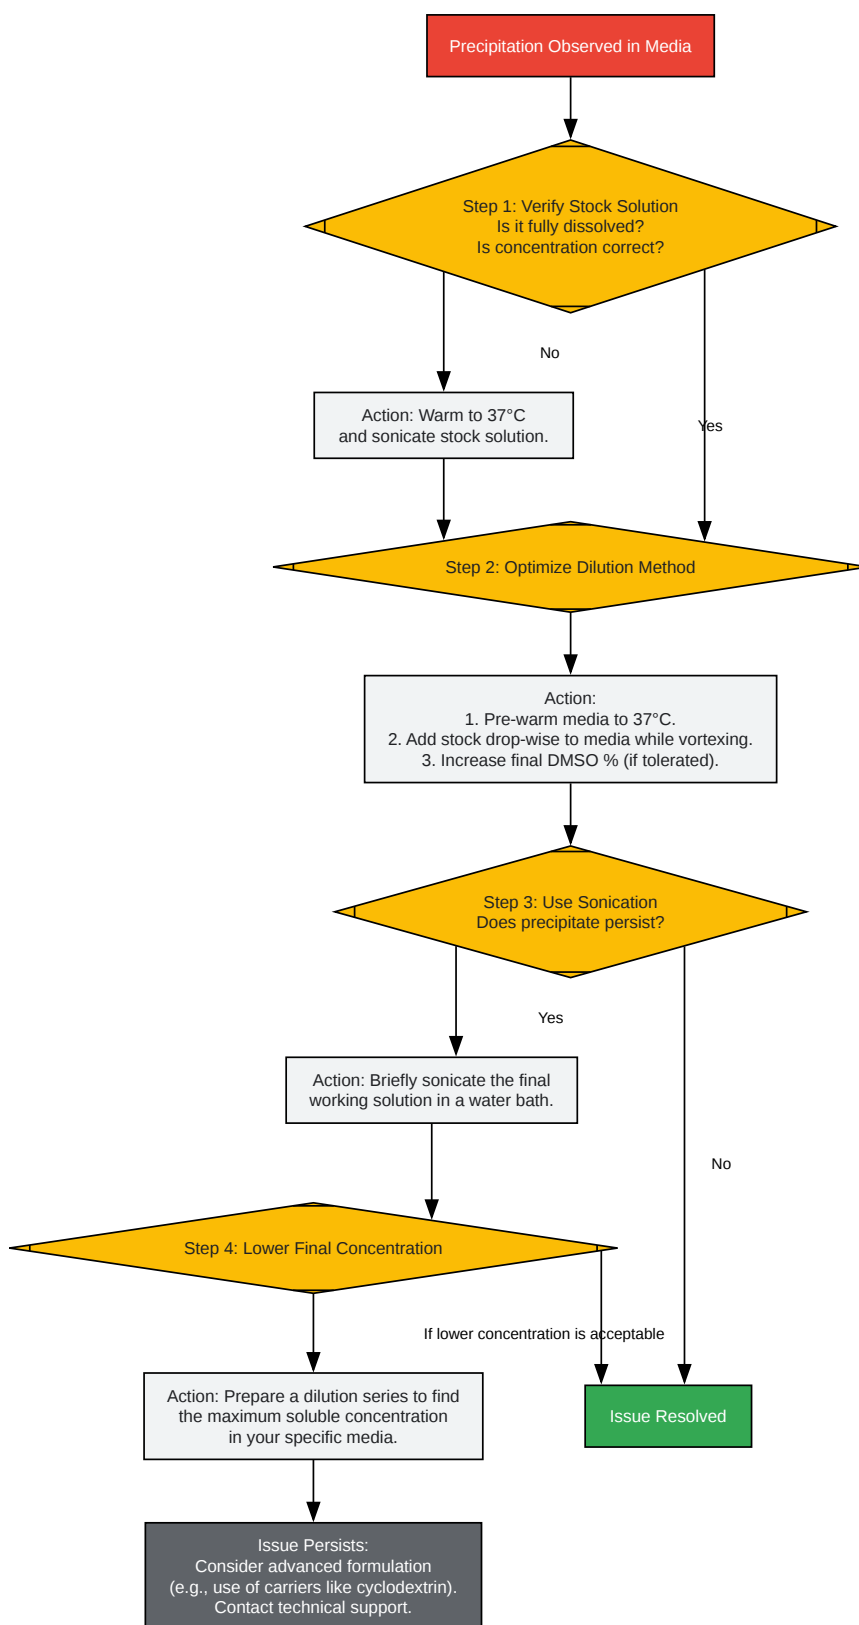 Precipitation Observed in Media
Step 1: Verify Stock Solution
Is it fully dissolved?
Is concentration correct?
No
Action: Warm to 37°C
and sonicate stock solution.
Yes
Step 2: Optimize Dilution Method
Action:
1. Pre-warm media to 37°C.
2. Add stock drop-wise to media while vortexing.
3. Increase final DMSO % (if tolerated).
Step 3: Use Sonication
Does precipitate persist?
Yes
Action: Briefly sonicate the final
working solution in a water bath.
No
Step 4: Lower Final Concentration
If lower concentration is acceptable
Action: Prepare a dilution series to find
the maximum soluble concentration
in your specific media.
Issue Resolved
Issue Persists:
Consider advanced formulation
(e.g., use of carriers like cyclodextrin).
Contact technical support.